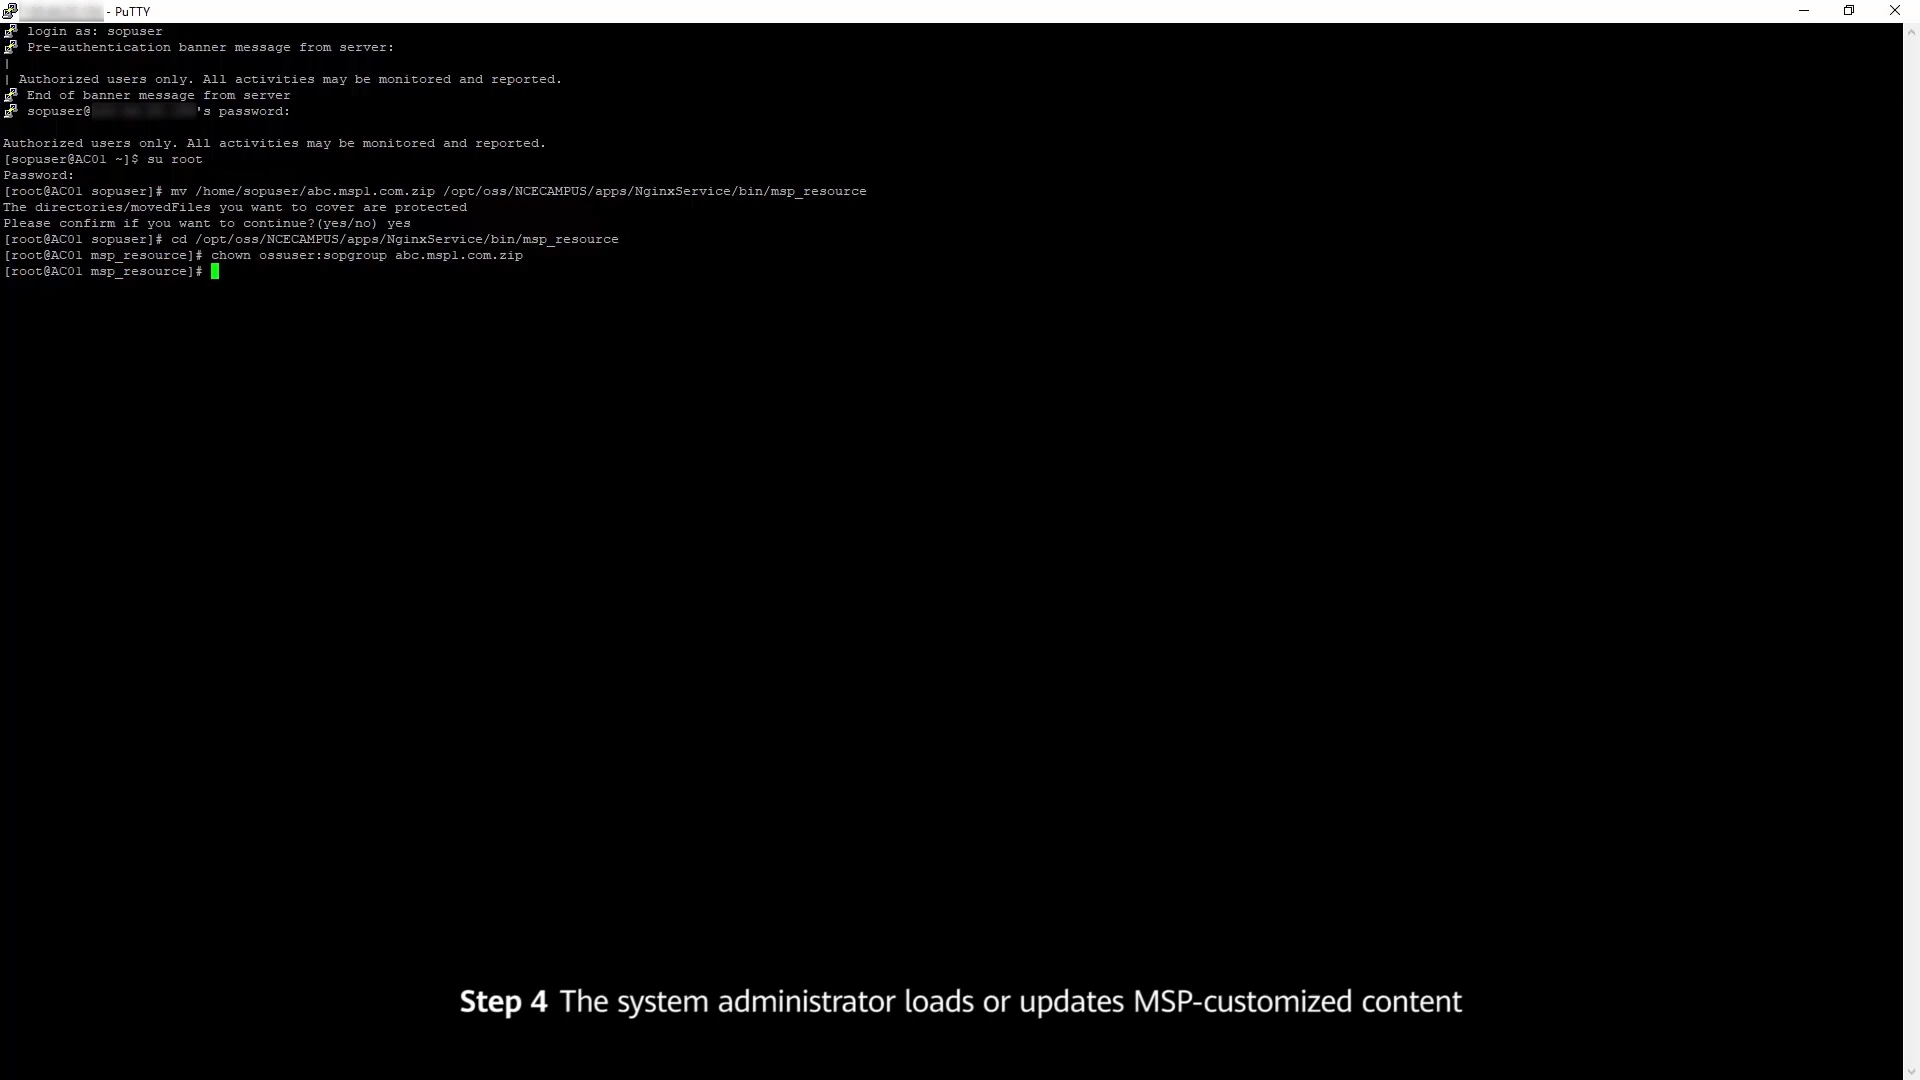 - PuTTY
login as: sopuser
Pre-authentication banner message from server:
|
| Authorized users only. All activities may be monitored and reported.
End of banner message from server
sopuser@ 's password:
Authorized users only. All activities may be monitored and reported.
[sopuser@AC01 ~]$ su root
Password:
[root@AC01 sopuser]# mv /home/sopuser/abc.msp1.com.zip /opt/oss/NCECAMPUS/apps/NginxService/bin/msp_resource
The directories/movedFiles you want to cover are protected
Please confirm if you want to continue?(yes/no) yes
[root@AC01 sopuser]# cd /opt/oss/NCECAMPUS/apps/NginxService/bin/msp_resource
[root@AC01 msp_resource]# chown ossuser:sopgroup abc.msp1.com.zip
[root@AC01 msp_resource]#
Step 4 The system administrator loads or updates MSP-customized content